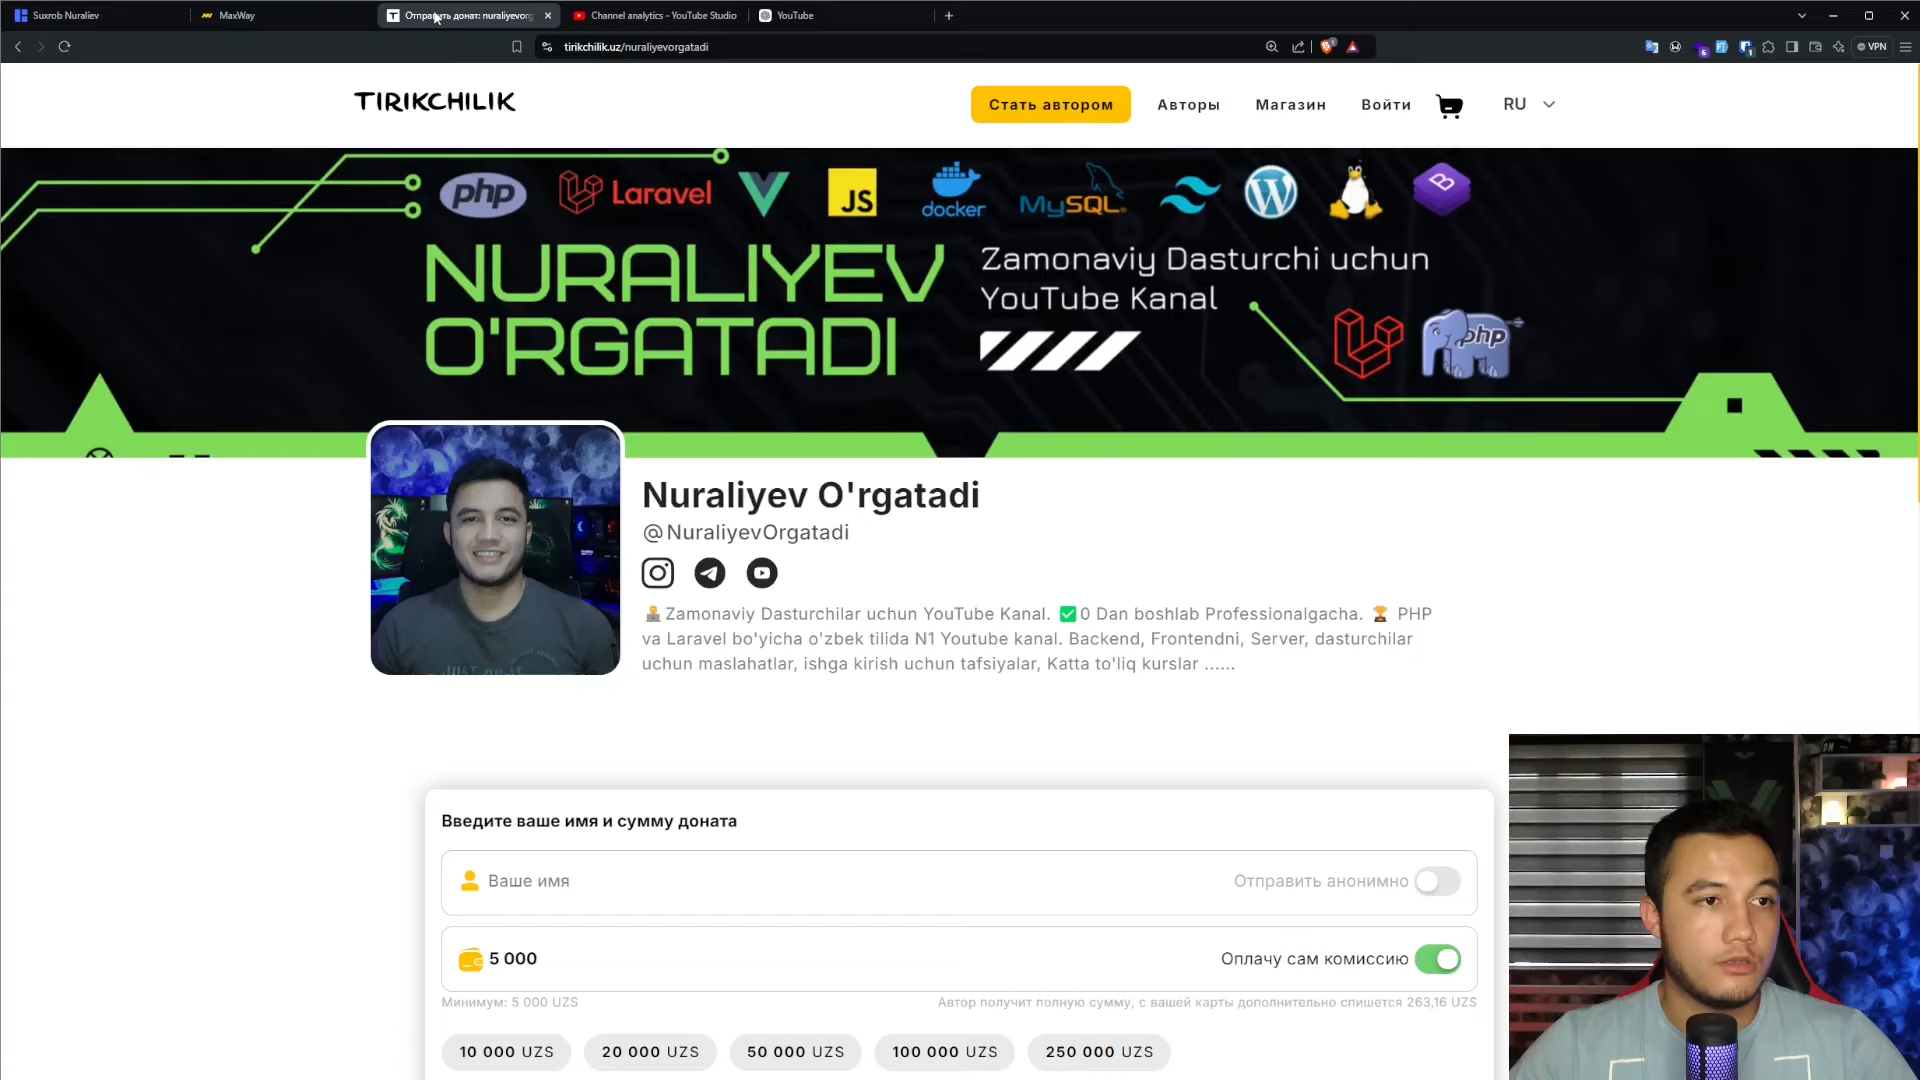 Suxrob Nuraliev
MaxWay
Отправить донат: nuraliyevorg
Channel analytics - YouTube Studio
YouTube
tirikchilik.uz/nuraliyevorgatadi
VPN
TIRIKCHILIK
Стать автором
Авторы
Магазин
Войти
RU
php
Laravel
JS
docker
MySQL
B
NURALIYEV
O'RGATADI
Zamonaviy Dasturchi uchun
YouTube Kanal
php
Nuraliyev O'rgatadi
@NuraliyevOrgatadi
Zamonaviy Dasturchilar uchun YouTube Kanal. ✅0 Dan boshlab Professionalgacha. 🏆 PHP
va Laravel bo'yicha o'zbek tilida N1 Youtube kanal. Backend, Frontendni, Server, dasturchilar
uchun maslahatlar, ishga kirish uchun tafsiyalar, Katta to'liq kurslar ......
Введите ваше имя и сумму доната
Ваше имя
Отправить анонимно
5 000
Оплачу сам комиссию
Минимум: 5 000 UZS
Автор получит полную сумму, с вашей карты дополнительно спишется 263,16 UZS
10 000 UZS
20 000 UZS
50 000 UZS
100 000 UZS
250 000 UZS